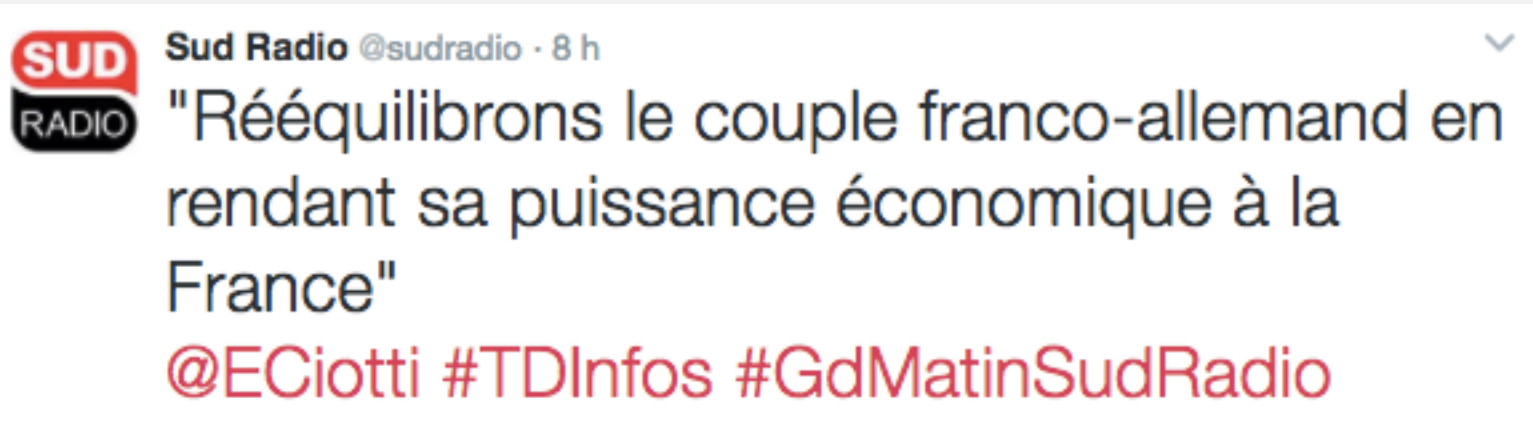 SUD
RADIO
Sud Radio @sudradio · 8 h
"Rééquilibrons le couple franco-allemand en
rendant sa puissance économique à la
France"
@ECiotti #TDInfos #GdMatinSudRadio